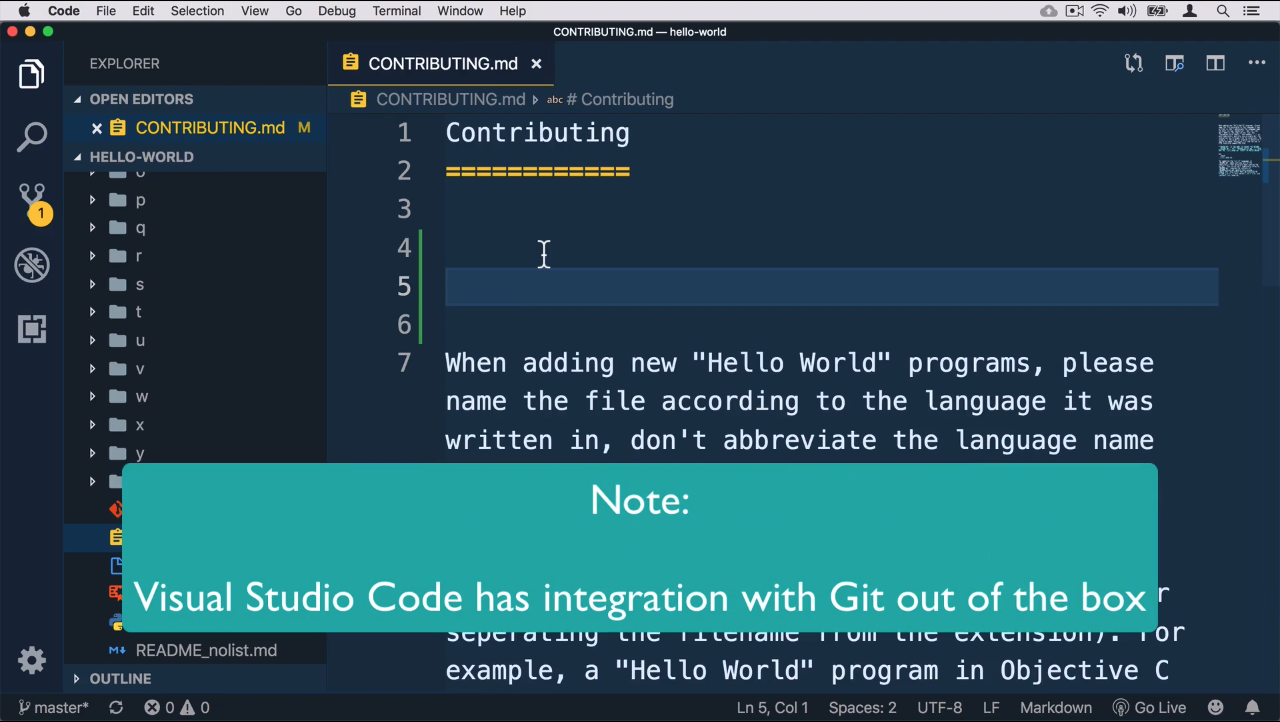 Code File Edit Selection View Go Debug Terminal Window Help
CONTRIBUTING.md — hello-world
EXPLORER
CONTRIBUTING.md
OPEN EDITORS
CONTRIBUTING.md M
HELLO-WORLD
p
q
r
s
t
u
v
w
x
y
README_nolist.md
OUTLINE
1
CONTRIBUTING.md › abc # Contributing
1 Contributing
2 ============
3
4
5
6
7 When adding new "Hello World" programs, please
name the file according to the language it was
written in, don't abbreviate the language name
Note:
Visual Studio Code has integration with Git out of the box
seperating the filename from the extension). For
example, a "Hello World" program in Objective C
master* 0 0 Ln 5, Col 1 Spaces: 2 UTF-8 LF Markdown Go Live